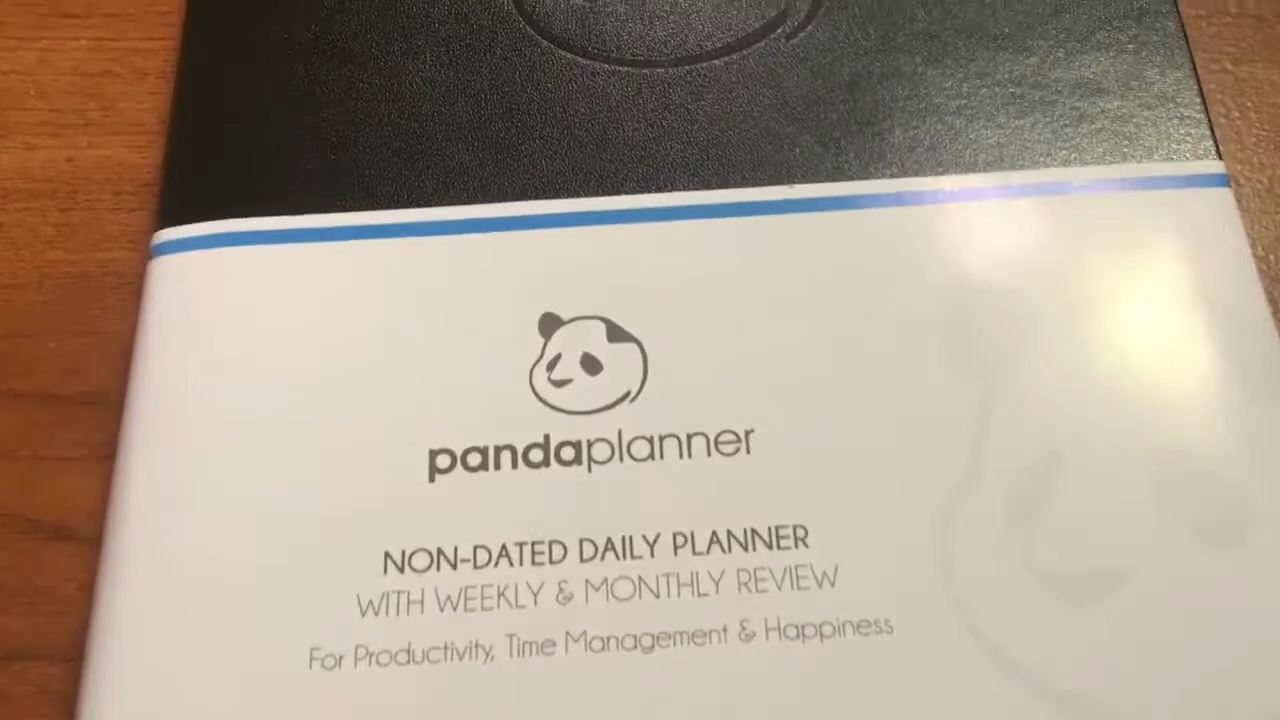 pandaplanner
NON-DATED DAILY PLANNER
WITH WEEKLY & MONTHLY REVIEW
For Productivity, Time Management & Happiness